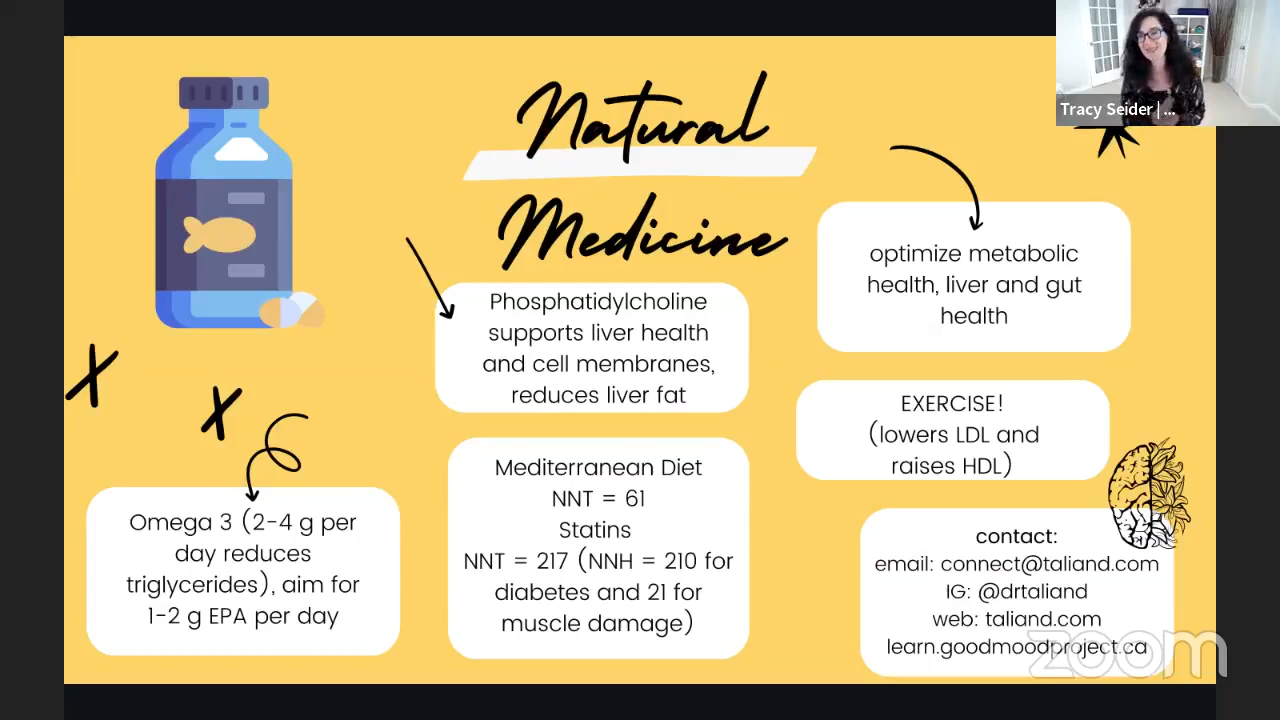 Natural
Medicine
Tracy Seider | ...
optimize metabolic
health, liver and gut
health
Phosphatidylcholine
supports liver health
and cell membranes,
reduces liver fat
EXERCISE!
(lowers LDL and
raises HDL)
Mediterranean Diet
NNT = 61
Statins
NNT = 217 (NNH = 210 for
diabetes and 21 for
muscle damage)
Omega 3 (2-4 g per
day reduces
triglycerides), aim for
1-2 g EPA per day
contact:
email: connect@taliand.com
IG: @drtaliand
web: taliand.com
learn.goodmoodproject.ca
zoom